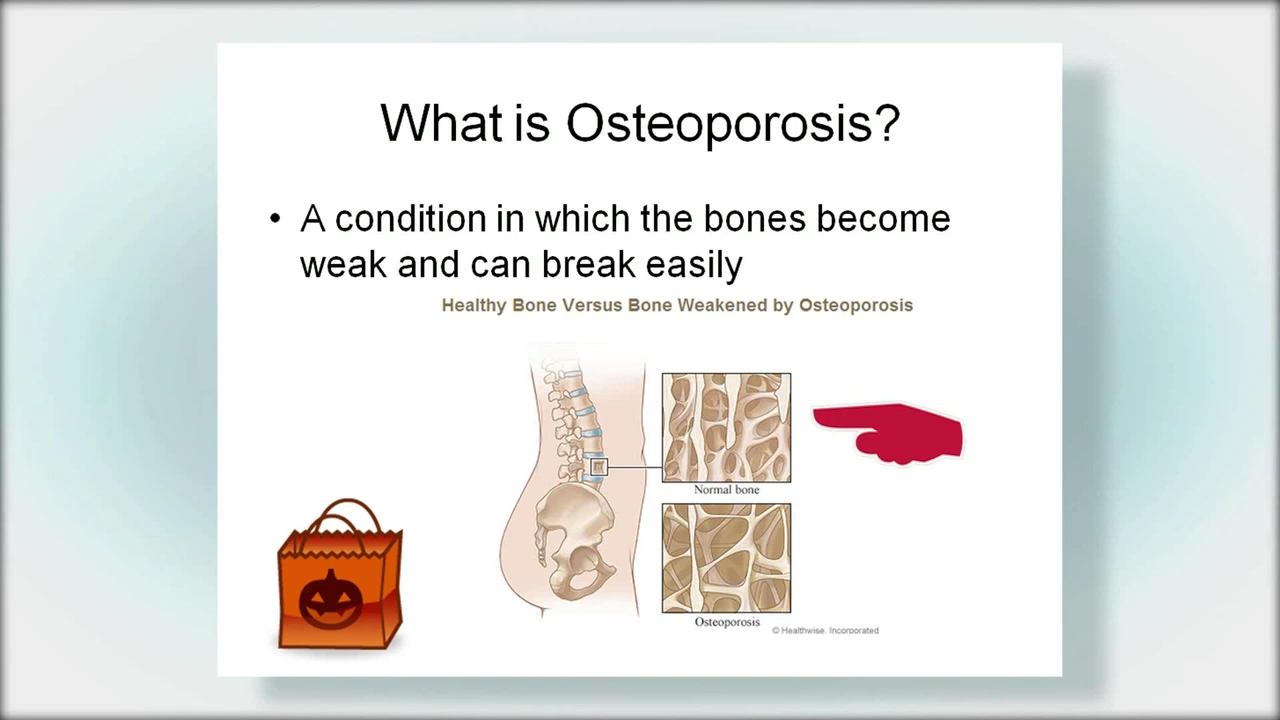 What is Osteoporosis?
• A condition in which the bones become
weak and can break easily
Healthy Bone Versus Bone Weakened by Osteoporosis
Normal bone
Osteoporosis
© Healthwise, Incorporated